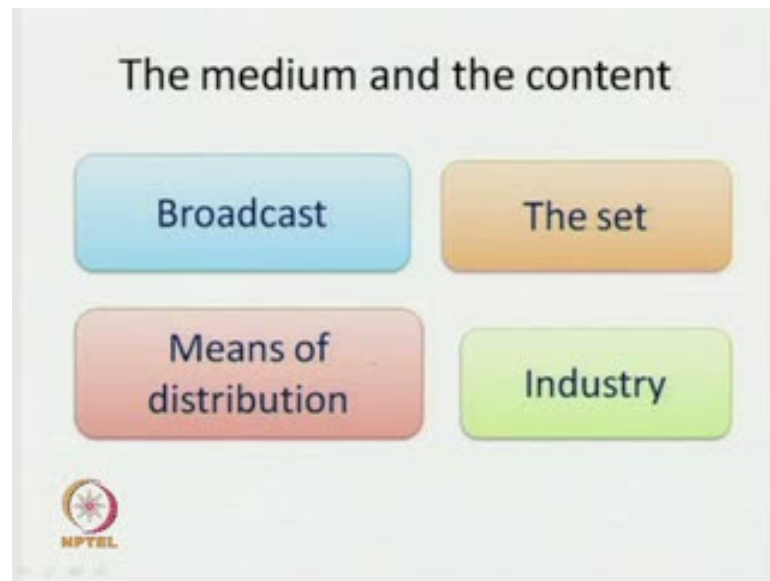 The medium and the content
Broadcast
The set
Means of
distribution
Industry
NPTEL